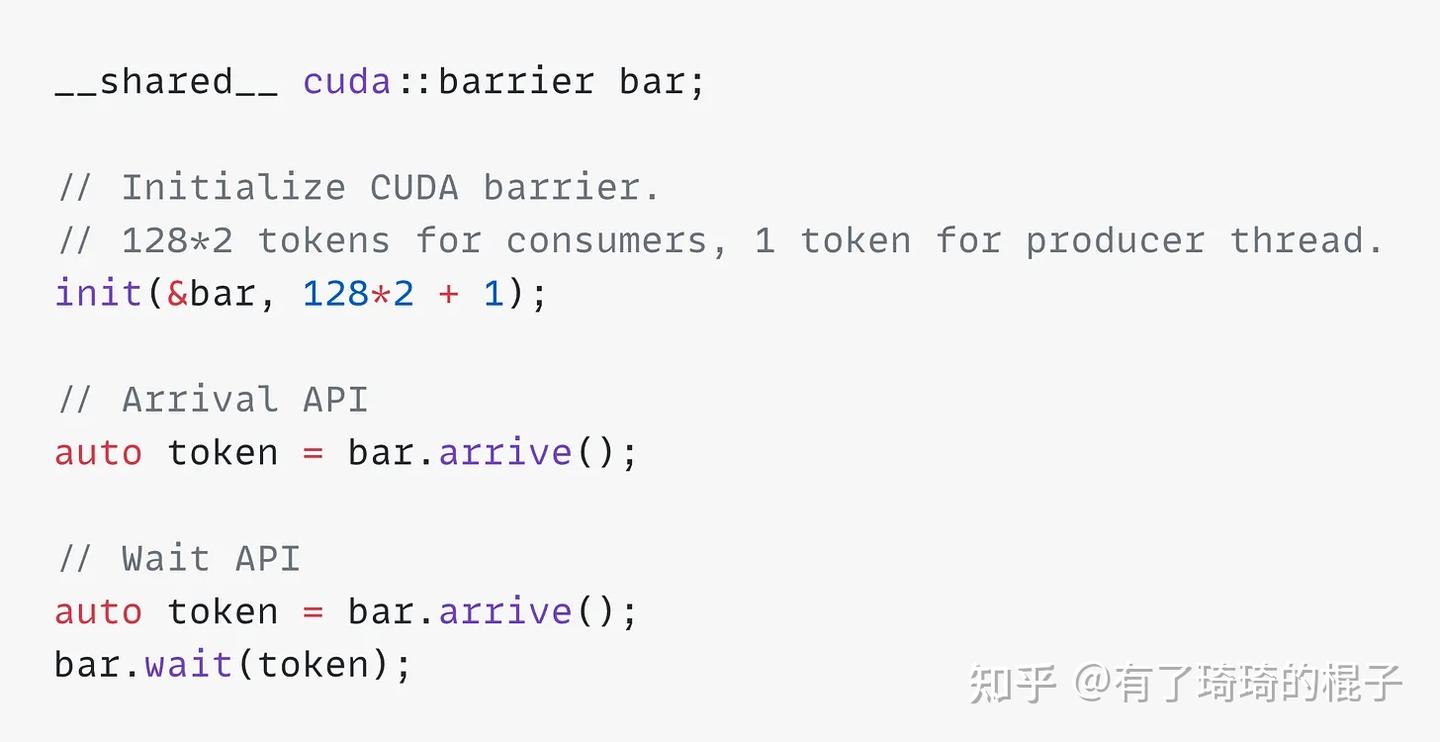 __shared__ cuda::barrier bar;
// Initialize CUDA barrier.
// 128*2 tokens for consumers, 1 token for producer thread.
init(&bar, 128*2 + 1);
// Arrival API
auto token = bar.arrive();
// Wait API
auto token = bar.arrive();
bar.wait(token);
知乎 @有了琦琦的棍子